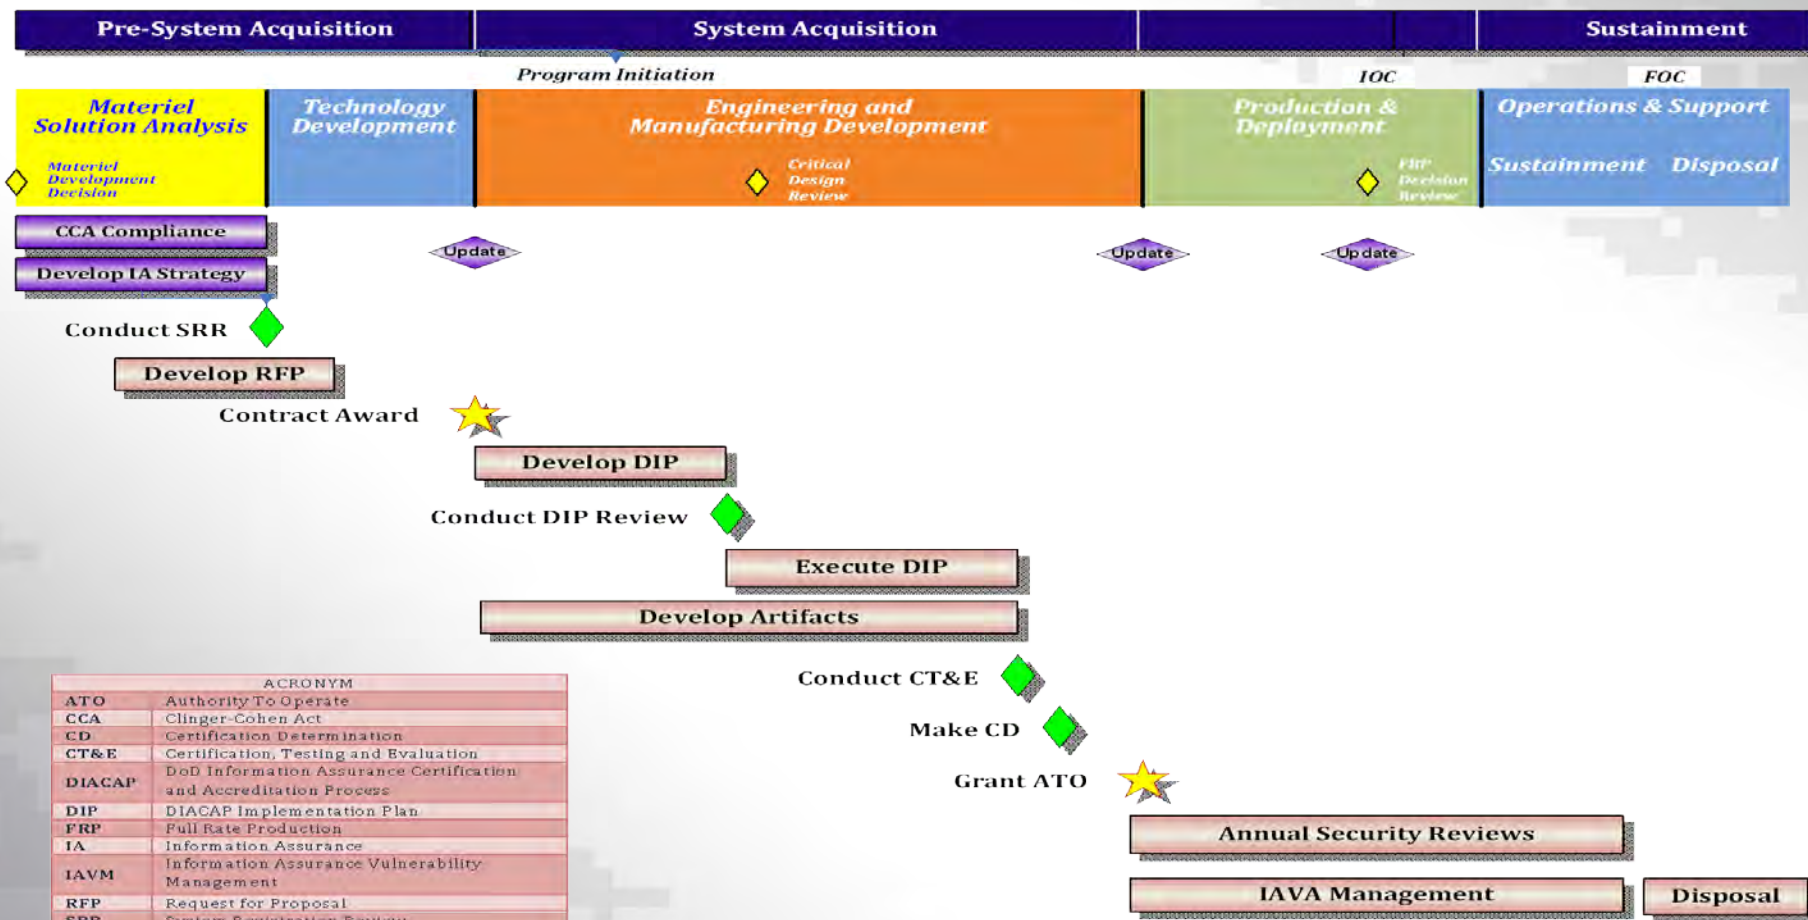 Pre-System Acquisition
System Acquisition
Sustainment
Program Initiation
IOC
FOC
Materiel
Solution Analysis
Technology
Development
Engineering and
Manufacturing Development
Production &
Deployment
Operations & Support
Materiel
Development
Decision
Critical
Design
Review
FRP
Decision
Review
Sustainment Disposal
CCA Compliance
Update
Update
Update
Develop IA Strategy
Conduct SRR
Develop RFP
Contract Award
Develop DIP
Conduct DIP Review
Execute DIP
Develop Artifacts
Conduct CT&E
Make CD
Grant ATO
Annual Security Reviews
IAVA Management
Disposal
ACRONYM
ATO Authority To Operate
CCA Clinger-Cohen Act
CD Certification Determination
CT&E Certification, Testing and Evaluation
DIACAP DoD Information Assurance Certification
and Accreditation Process
DIP DIACAP Implementation Plan
FRP Full Rate Production
IA Information Assurance
IAVM Information Assurance Vulnerability
Management
RFP Request for Proposal
SRR System Registration Review